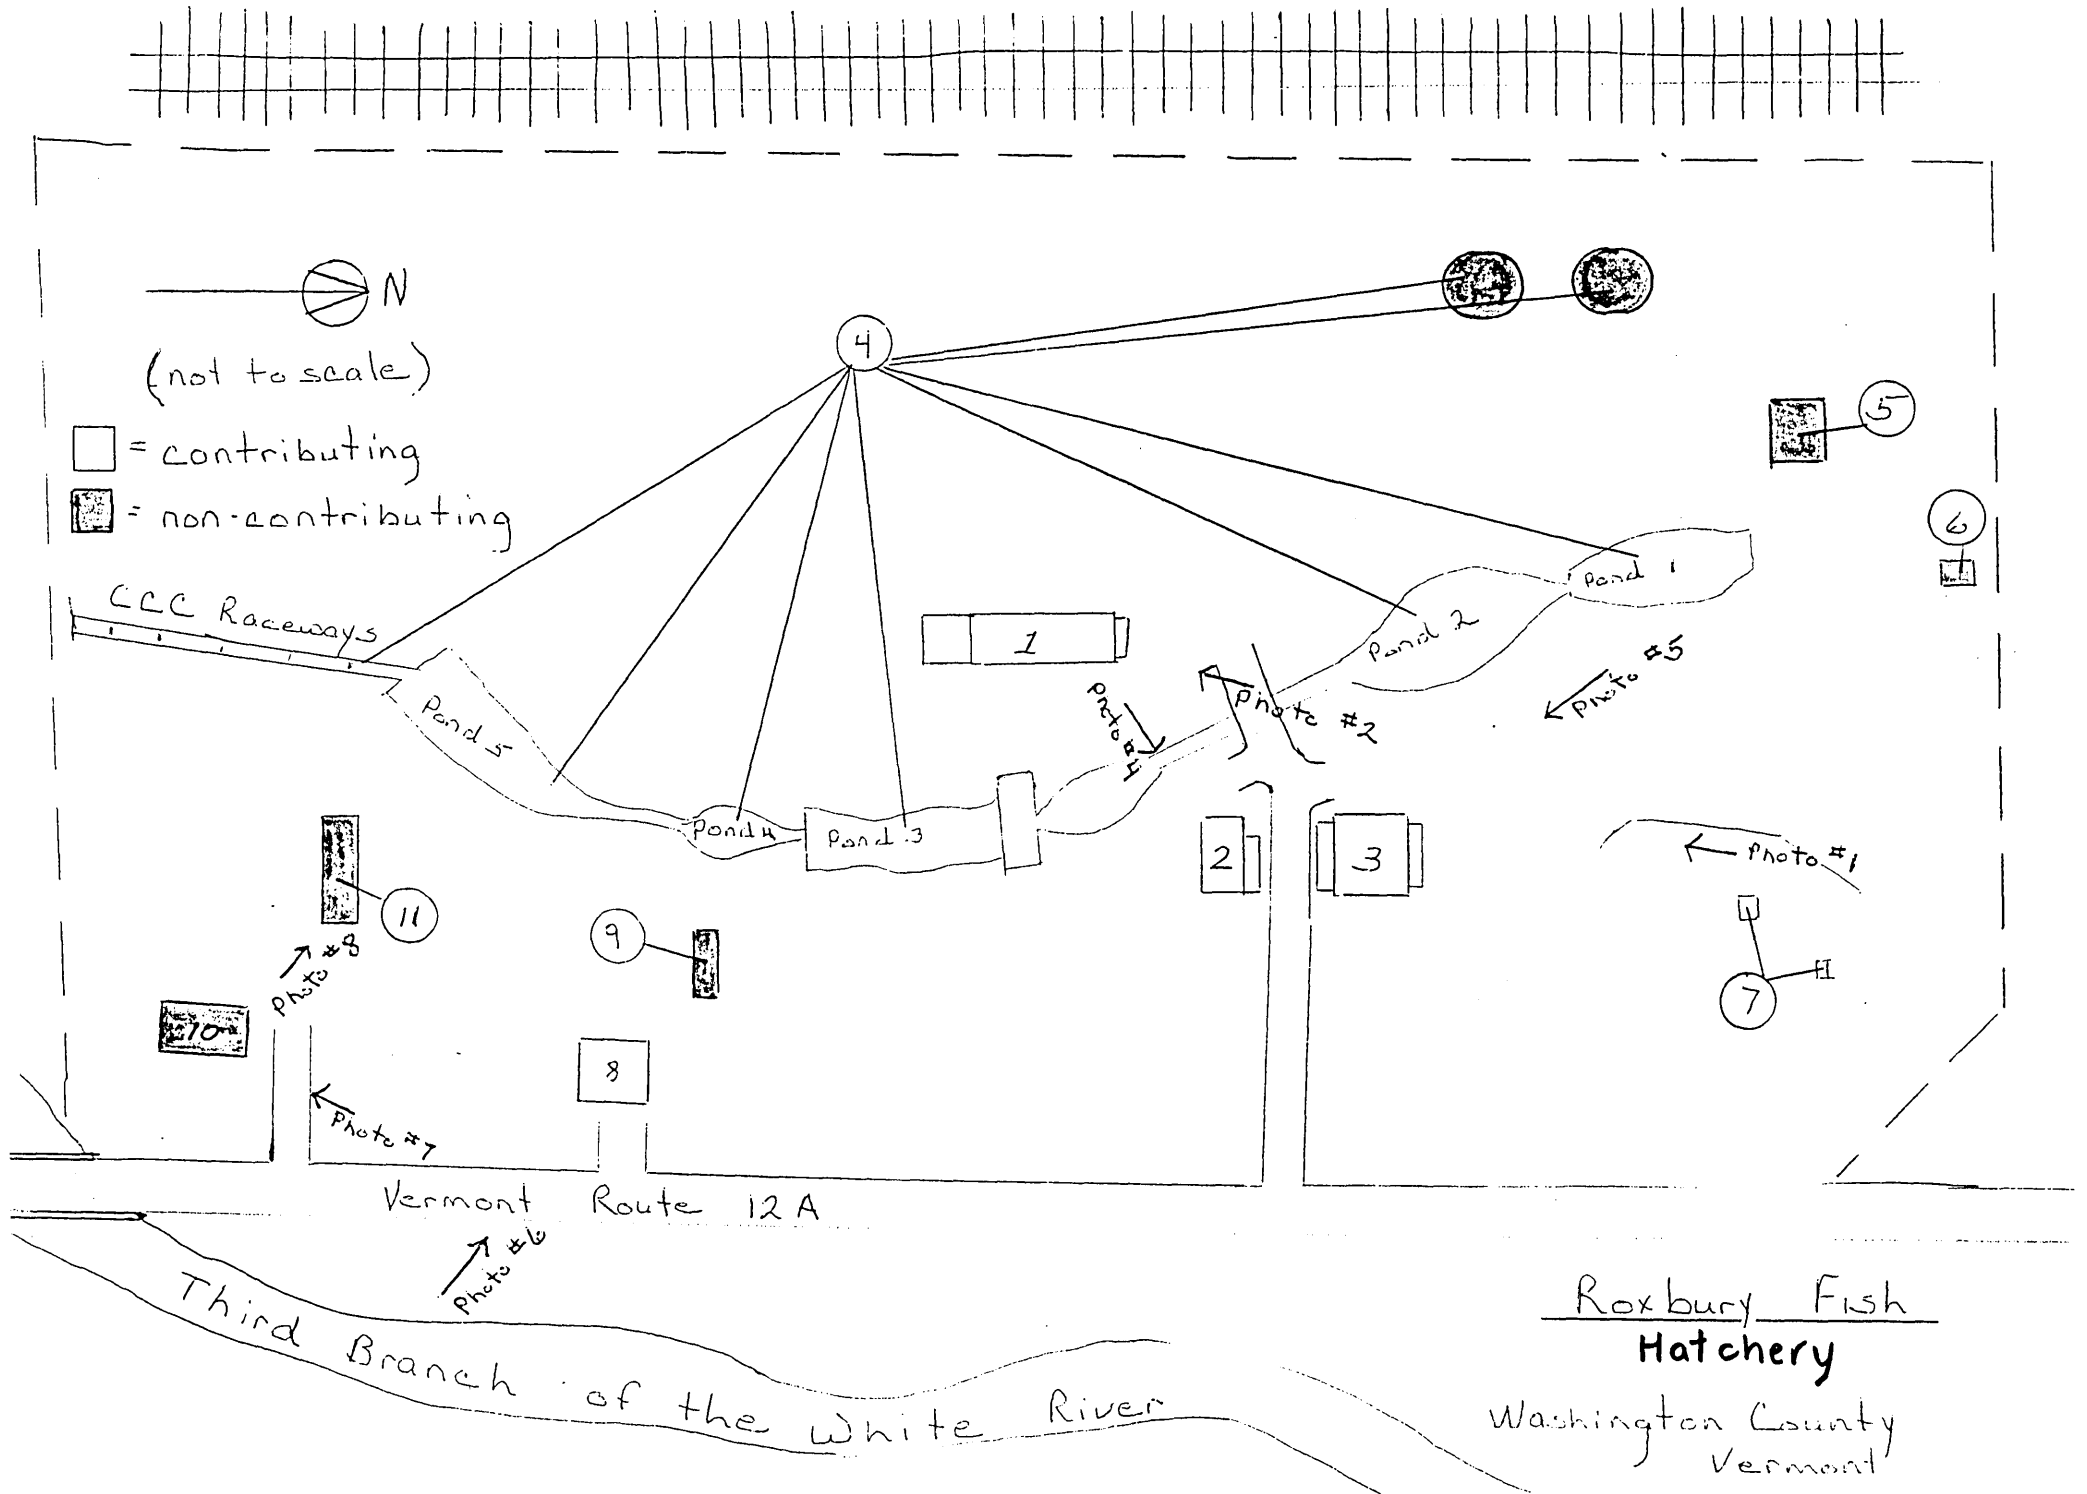 N
(not to scale)
= contributing
= non-contributing
CCC Raceways
4
5
6
Pond 1
Pond 2
Photo #5
1
Photo #2
Photo #4
Pond 5
Pond 4
Pond 3
2
3
Photo #1
11
9
7
Photo #8
10
8
Photo #7
Vermont Route 12A
Photo #6
Third Branch of the White River
Roxbury Fish
Hatchery
Washington County
Vermont